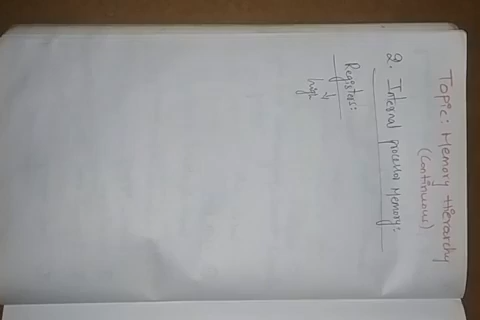 Topic: Memory Hierarchy
(Continuous)
2. Internal processor Memory:
Registers:
↓
high